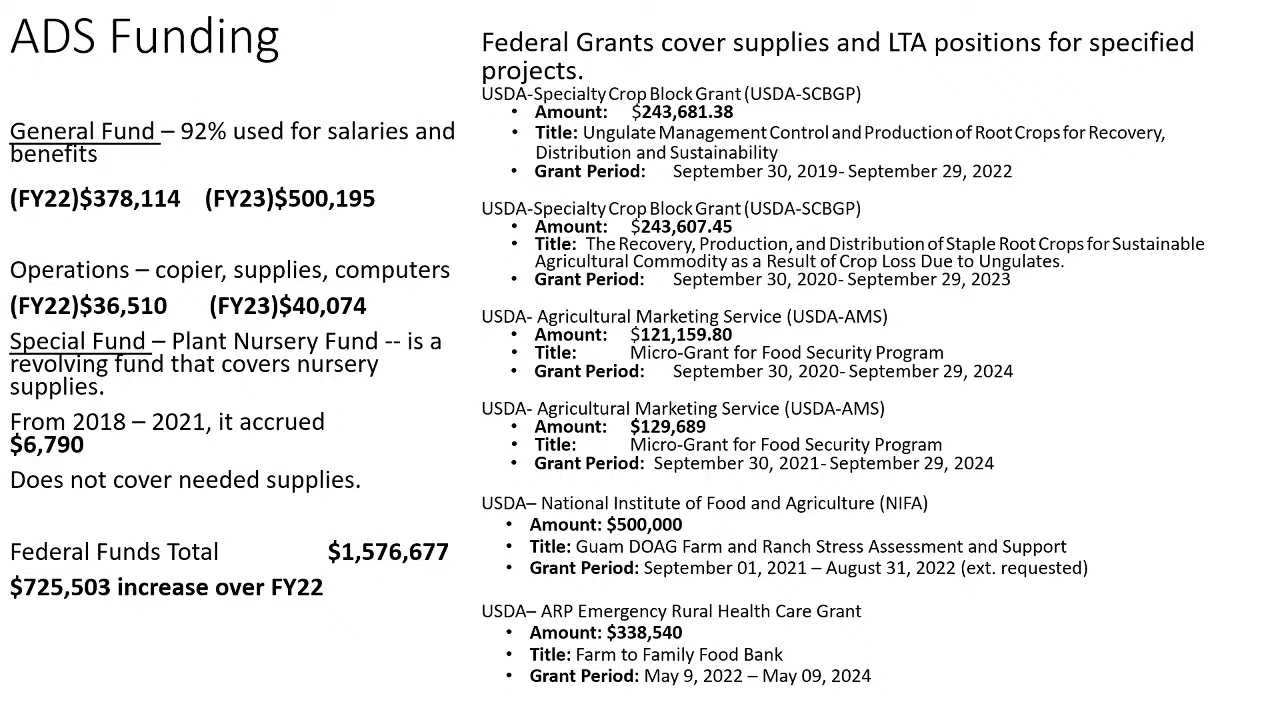 ADS Funding
General Fund – 92% used for salaries and
benefits
(FY22)$378,114 (FY23)$500,195
Operations – copier, supplies, computers
(FY22)$36,510 (FY23)$40,074
Special Fund – Plant Nursery Fund -- is a
revolving fund that covers nursery
supplies.
From 2018 – 2021, it accrued
$6,790
Does not cover needed supplies.
Federal Funds Total $1,576,677
$725,503 increase over FY22
Federal Grants cover supplies and LTA positions for specified
projects.
USDA-Specialty Crop Block Grant (USDA-SCBGP)
• Amount: $243,681.38
• Title: Ungulate Management Control and Production of Root Crops for Recovery,
Distribution and Sustainability
• Grant Period: September 30, 2019- September 29, 2022
USDA-Specialty Crop Block Grant (USDA-SCBGP)
• Amount: $243,607.45
• Title: The Recovery, Production, and Distribution of Staple Root Crops for Sustainable
Agricultural Commodity as a Result of Crop Loss Due to Ungulates.
• Grant Period: September 30, 2020- September 29, 2023
USDA- Agricultural Marketing Service (USDA-AMS)
• Amount: $121,159.80
• Title: Micro-Grant for Food Security Program
• Grant Period: September 30, 2020- September 29, 2024
USDA- Agricultural Marketing Service (USDA-AMS)
• Amount: $129,689
• Title: Micro-Grant for Food Security Program
• Grant Period: September 30, 2021- September 29, 2024
USDA– National Institute of Food and Agriculture (NIFA)
• Amount: $500,000
• Title: Guam DOAG Farm and Ranch Stress Assessment and Support
• Grant Period: September 01, 2021 – August 31, 2022 (ext. requested)
USDA– ARP Emergency Rural Health Care Grant
• Amount: $338,540
• Title: Farm to Family Food Bank
• Grant Period: May 9, 2022 – May 09, 2024